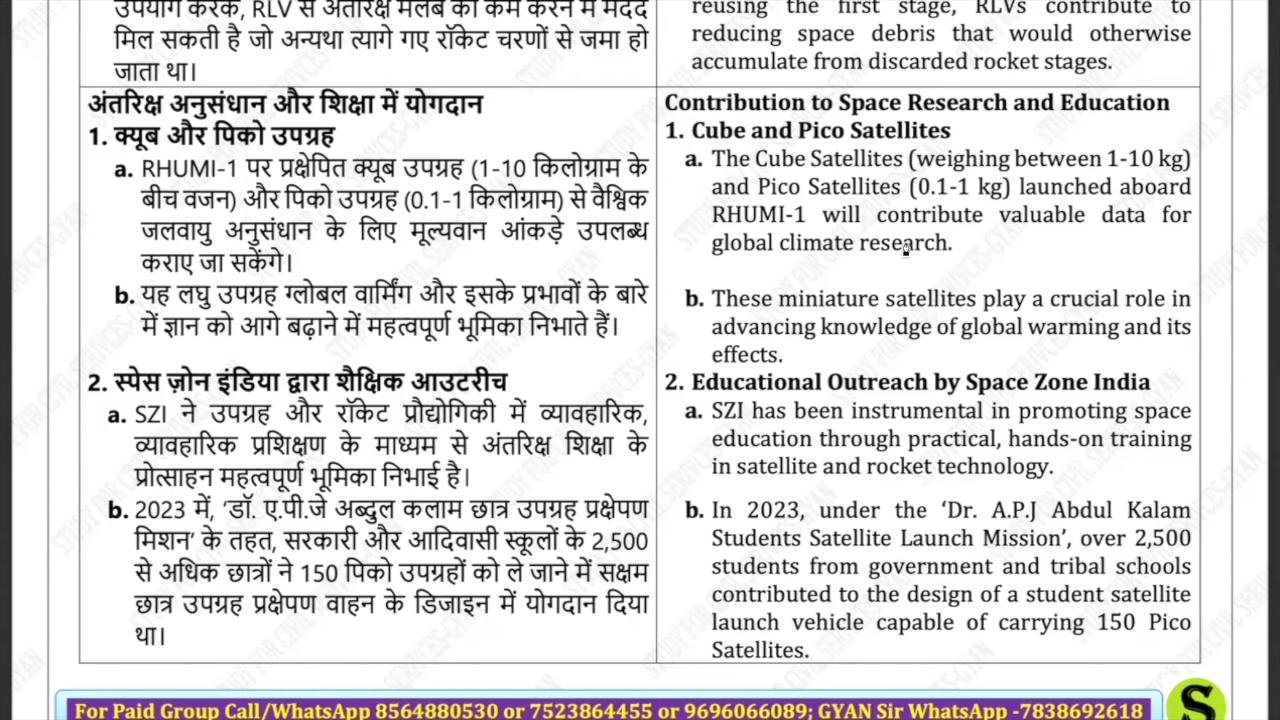 उपयोग करके, RLV से अंतरिक्ष मलबे को कम करने में मदद
मिल सकती है जो अन्यथा त्यागे गए रॉकेट चरणों से जमा हो
जाता था।
अंतरिक्ष अनुसंधान और शिक्षा में योगदान
1. क्यूब और पिको उपग्रह
a. RHUMI-1 पर प्रक्षेपित क्यूब उपग्रह (1-10 किलोग्राम के
बीच वजन) और पिको उपग्रह (0.1-1 किलोग्राम) से वैश्विक
जलवायु अनुसंधान के लिए मूल्यवान आंकड़े उपलब्ध
कराए जा सकेंगे।
b. यह लघु उपग्रह ग्लोबल वार्मिंग और इसके प्रभावों के बारे
में ज्ञान को आगे बढ़ाने में महत्वपूर्ण भूमिका निभाते हैं।
2. स्पेस ज़ोन इंडिया द्वारा शैक्षिक आउटरीच
a. SZI ने उपग्रह और रॉकेट प्रौद्योगिकी में व्यावहारिक,
व्यावहारिक प्रशिक्षण के माध्यम से अंतरिक्ष शिक्षा के
प्रोत्साहन महत्वपूर्ण भूमिका निभाई है।
b. 2023 में, ‘डॉ. ए.पी.जे अब्दुल कलाम छात्र उपग्रह प्रक्षेपण
मिशन’ के तहत, सरकारी और आदिवासी स्कूलों के 2,500
से अधिक छात्रों ने 150 पिको उपग्रहों को ले जाने में सक्षम
छात्र उपग्रह प्रक्षेपण वाहन के डिजाइन में योगदान दिया
था।
reusing the first stage, RLVs contribute to
reducing space debris that would otherwise
accumulate from discarded rocket stages.
Contribution to Space Research and Education
1. Cube and Pico Satellites
a. The Cube Satellites (weighing between 1-10 kg)
and Pico Satellites (0.1-1 kg) launched aboard
RHUMI-1 will contribute valuable data for
global climate research.
b. These miniature satellites play a crucial role in
advancing knowledge of global warming and its
effects.
2. Educational Outreach by Space Zone India
a. SZI has been instrumental in promoting space
education through practical, hands-on training
in satellite and rocket technology.
b. In 2023, under the ‘Dr. A.P.J Abdul Kalam
Students Satellite Launch Mission’, over 2,500
students from government and tribal schools
contributed to the design of a student satellite
launch vehicle capable of carrying 150 Pico
Satellites.
For Paid Group Call/WhatsApp 8564880530 or 7523864455 or 9696066089; GYAN Sir WhatsApp -7838692618